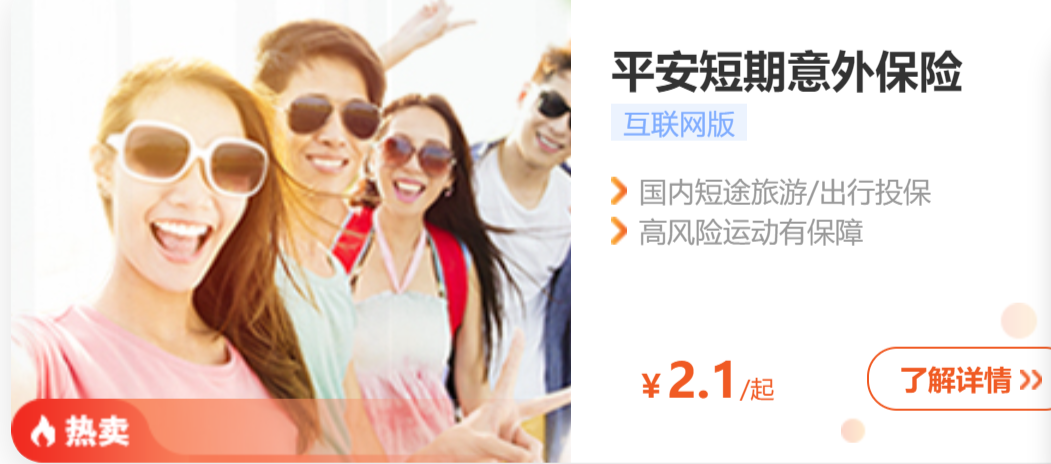 平安短期意外保险
互联网版
国内短途旅游/出行投保
高风险运动有保障
¥2.1/起
了解详情
热卖